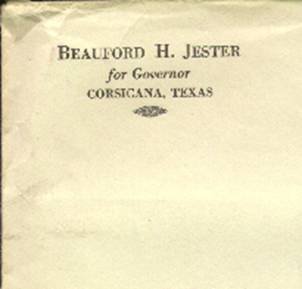 BEAUFORD H. JESTER
for Governor
CORSICANA, TEXAS